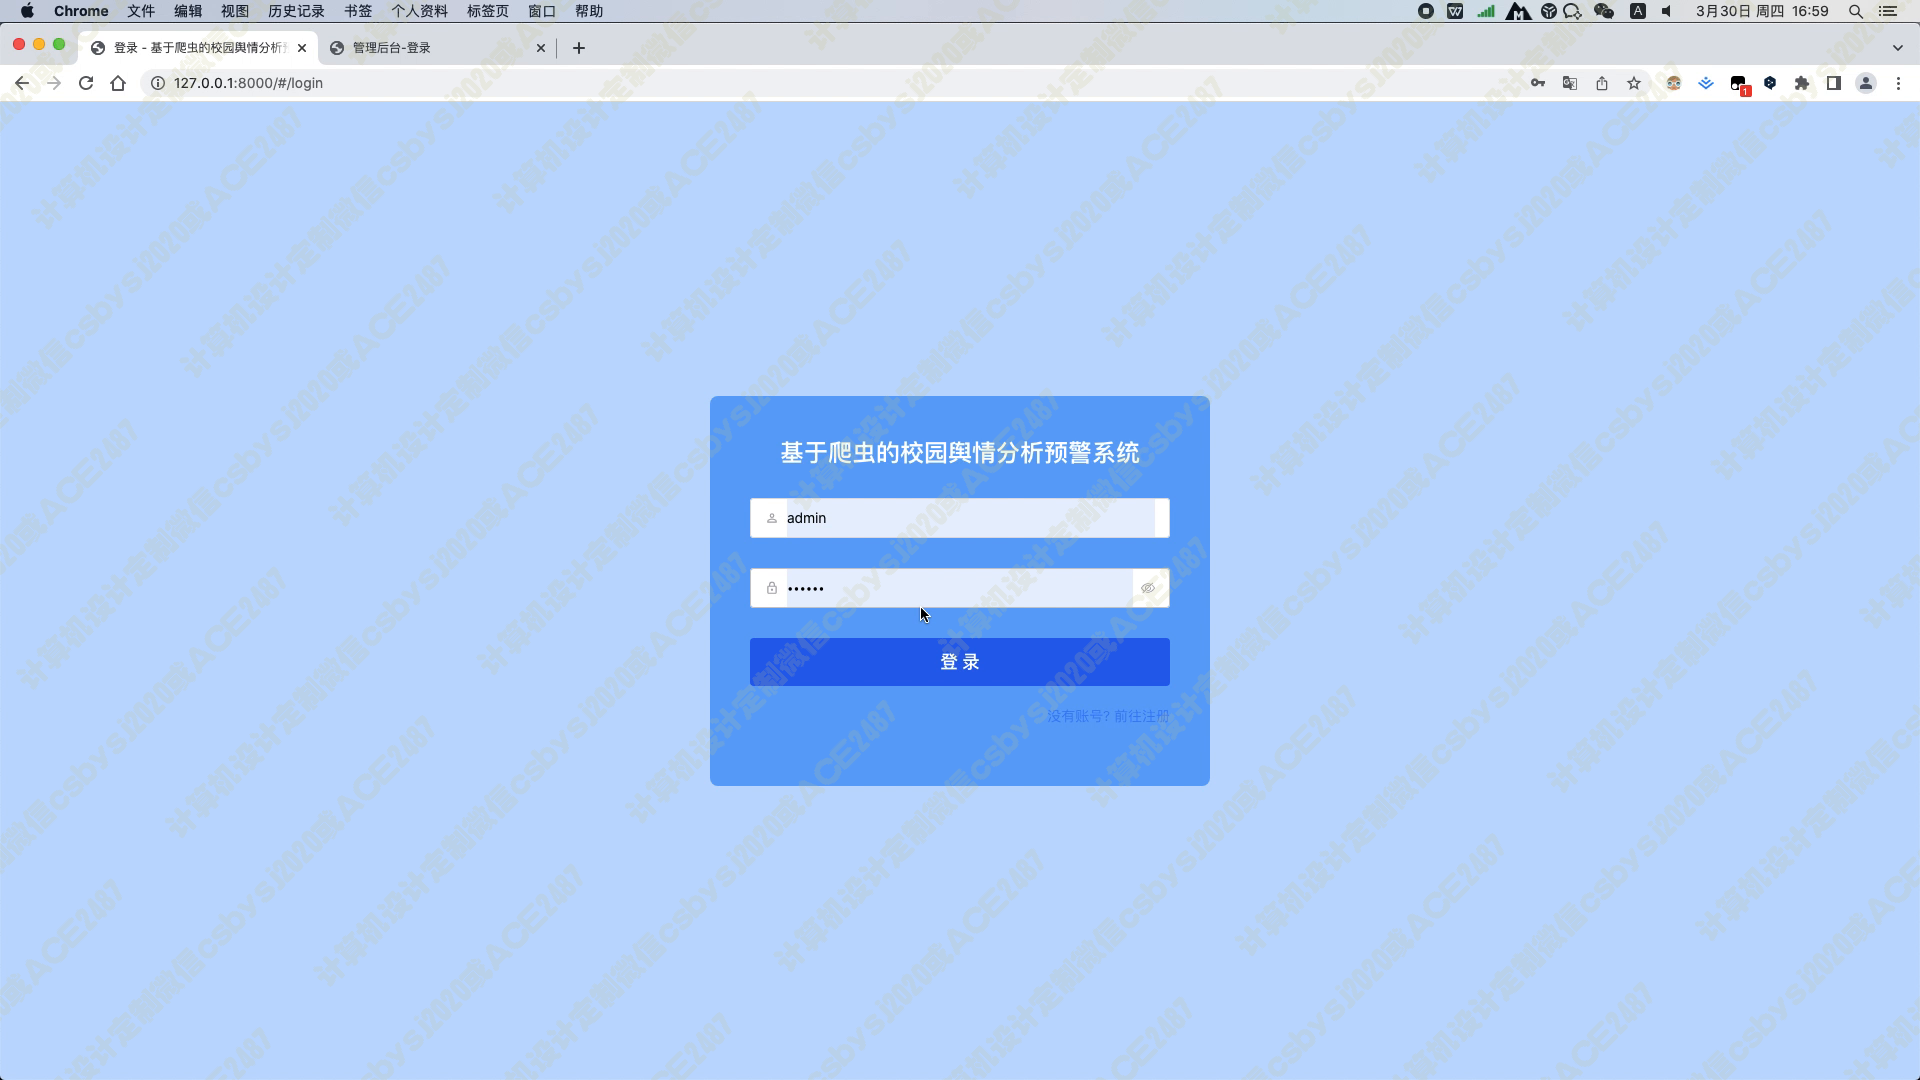 Chrome 文件 编辑 视图 历史记录 书签 个人资料 标签页 窗口 帮助 A 3月30日 周四 16:59
登录 - 基于爬虫的校园舆情分析 管理后台-登录
127.0.0.1:8000/#/login 1
基于爬虫的校园舆情分析预警系统
admin
••••••
登 录
没有账号? 前往注册
计算机设计定制微信csbysj2020或ACE2487